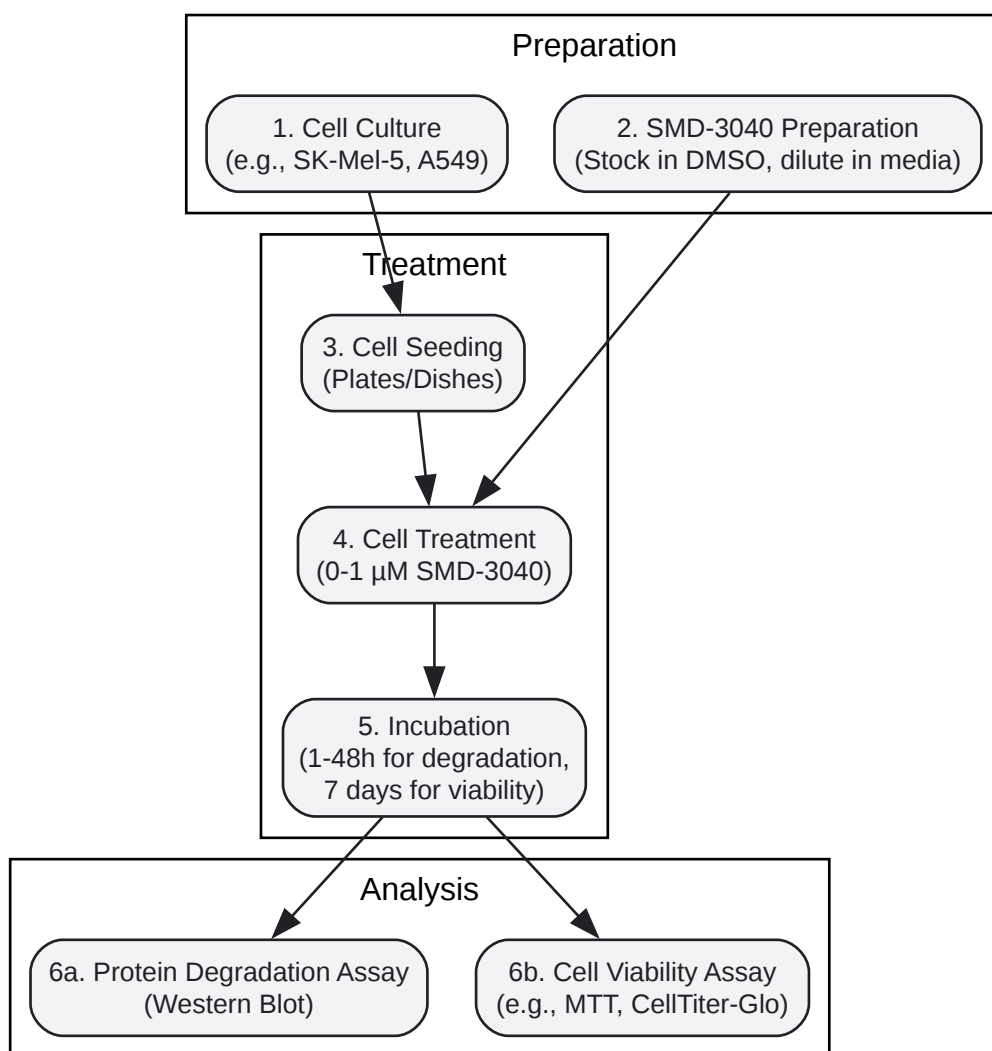 Preparation
1. Cell Culture
(e.g., SK-Mel-5, A549)
2. SMD-3040 Preparation
(Stock in DMSO, dilute in media)
Treatment
3. Cell Seeding
(Plates/Dishes)
4. Cell Treatment
(0-1 µM SMD-3040)
5. Incubation
(1-48h for degradation,
7 days for viability)
Analysis
6a. Protein Degradation Assay
(Western Blot)
6b. Cell Viability Assay
(e.g., MTT, CellTiter-Glo)